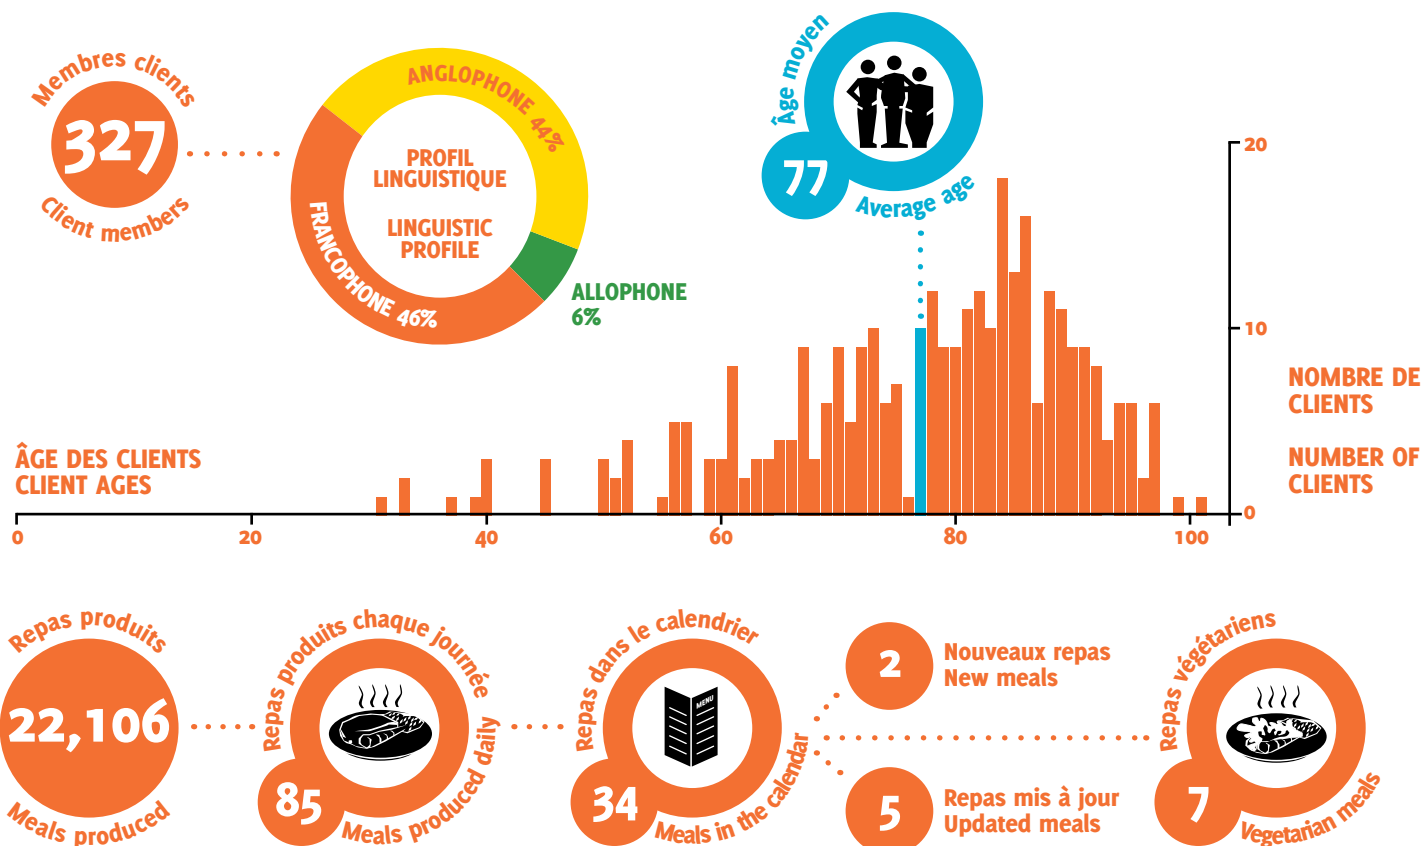 Membres clients
327
Client members
ANGLOPHONE 44%
PROFIL
LINGUISTIQUE
LINGUISTIC
PROFILE
FRANCOPHONE 46%
ALLOPHONE
6%
Âge moyen
77
Average age
20
10
0
NOMBRE DE
CLIENTS
NUMBER OF
CLIENTS
ÂGE DES CLIENTS
CLIENT AGES
0
20
40
60
80
100
Repas produits
22,106
Meals produced
Repas produits chaque journée
85
Meals produced daily
Repas dans le calendrier
MENU
34
Meals in the calendar
2
Nouveaux repas
New meals
5
Repas mis à jour
Updated meals
Repas végétariens
7
Vegetarian meals